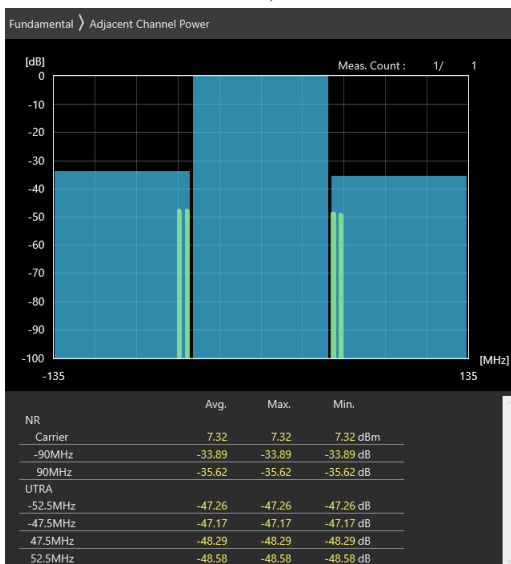 Fundamental 〉 Adjacent Channel Power
[dB]
Meas. Count : 1/ 1
0
-10
-20
-30
-40
-50
-60
-70
-80
-90
-100
[MHz]
-135 135
Avg. Max. Min.
NR
Carrier 7.32 7.32 7.32 dBm
-90MHz -33.89 -33.89 -33.89 dB
90MHz -35.62 -35.62 -35.62 dB
UTRA
-52.5MHz -47.26 -47.26 -47.26 dB
-47.5MHz -47.17 -47.17 -47.17 dB
47.5MHz -48.29 -48.29 -48.29 dB
52.5MHz -48.58 -48.58 -48.58 dB